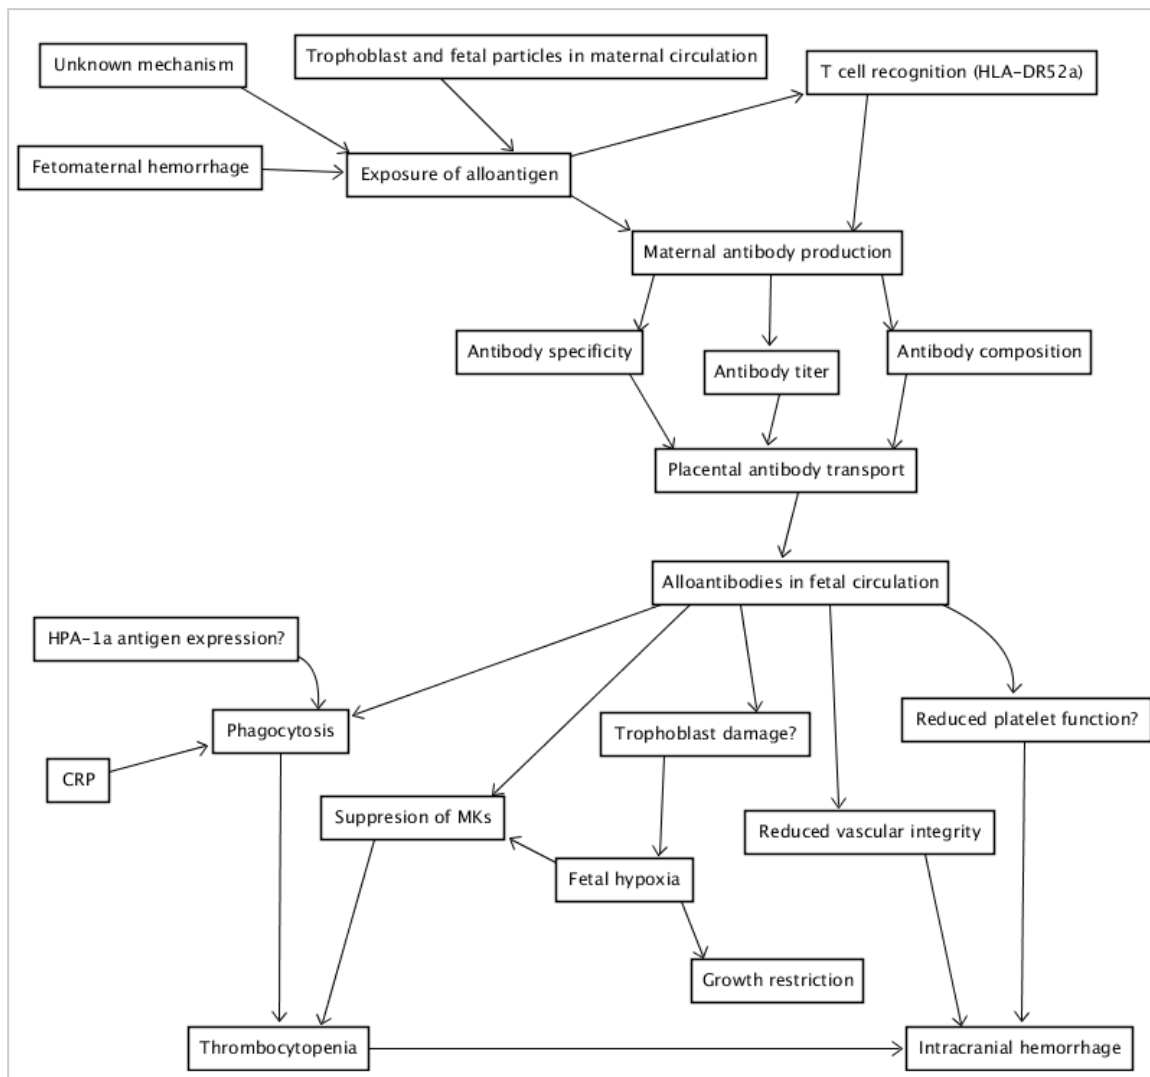 Unknown mechanism
Trophoblast and fetal particles in maternal circulation
T cell recognition (HLA-DR52a)
Fetomaternal hemorrhage
Exposure of alloantigen
Maternal antibody production
Antibody specificity
Antibody titer
Antibody composition
Placental antibody transport
Alloantibodies in fetal circulation
HPA-1a antigen expression?
Phagocytosis
Trophoblast damage?
Reduced platelet function?
CRP
Suppresion of MKs
Reduced vascular integrity
Fetal hypoxia
Growth restriction
Thrombocytopenia
Intracranial hemorrhage